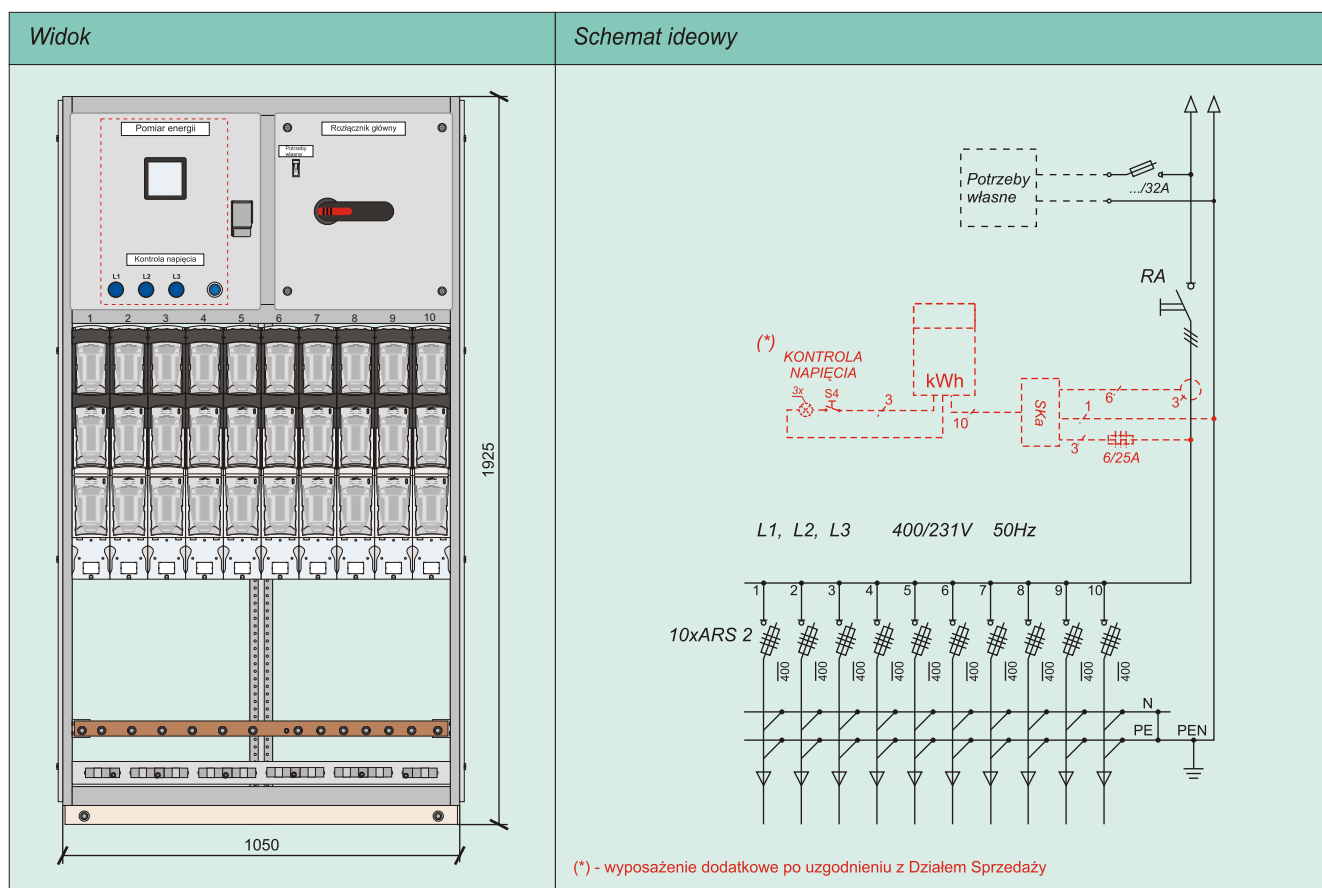 Widok
Schemat ideowy
Pomiar energii
Rozłącznik główny
Potrzeby
własne
Kontrola napięcia
L1 L2 L3
1 2 3 4 5 6 7 8 9 10
1925
1050
Potrzeby
własne
.../32A
RA
(*)
KONTROLA
NAPIĘCIA
3x
S4
3
kWh
10
SKa
6
3
1
3
6/25A
L1, L2, L3 400/231V 50Hz
1 2 3 4 5 6 7 8 9 10
10xARS 2
400 400 400 400 400 400 400 400 400 400
N
PE PEN
(*) - wyposażenie dodatkowe po uzgodnieniu z Działem Sprzedaży